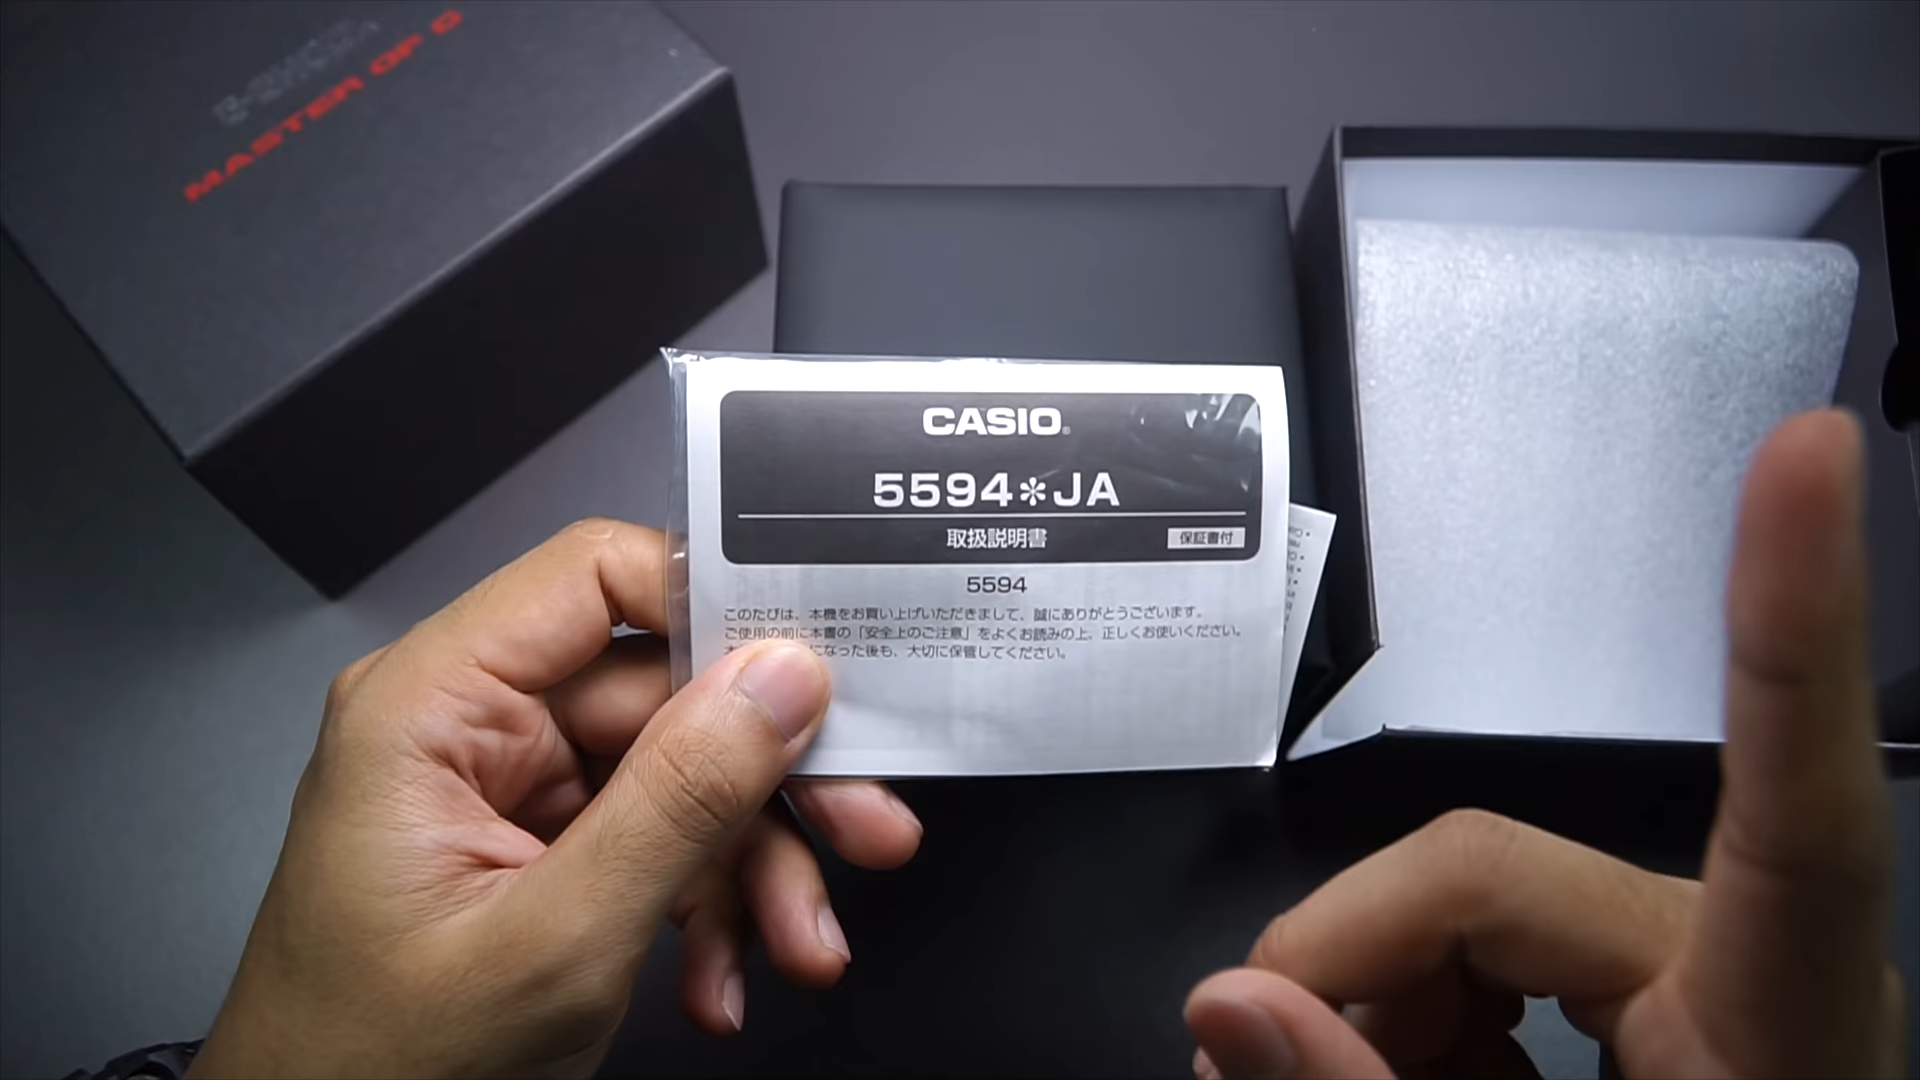 G-SHOCK
MASTER OF G
CASIO
5594*JA
取扱説明書
保証書付
5594
このたびは、本機をお買い上げいただきまして、誠にありがとうございます。
ご使用の前に本書の「安全上のご注意」をよくお読みの上、正しくお使いください。
になった後も、大切に保管してください。